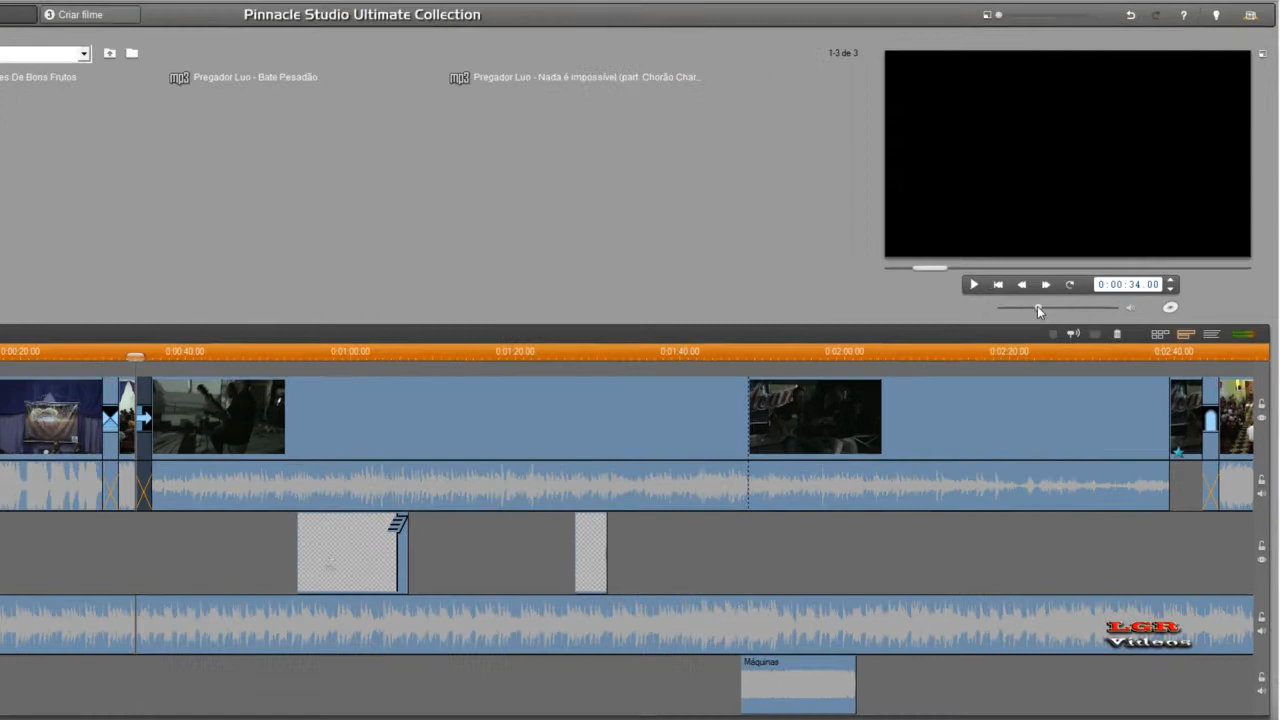 3 Criar filme
Pinnacle Studio Ultimate Collection
1-3 de 3
es De Bons Frutos
mp3 Pregador Luo - Bate Pesadão
mp3 Pregador Luo - Nada é impossível (part. Chorão Char...
0:00:34.00
0:00:20.00 0:00:40.00 0:01:00.00 0:01:20.00 0:01:40.00 0:02:00.00 0:02:20.00 0:02:40.00
LGR
Videos
Máquinas